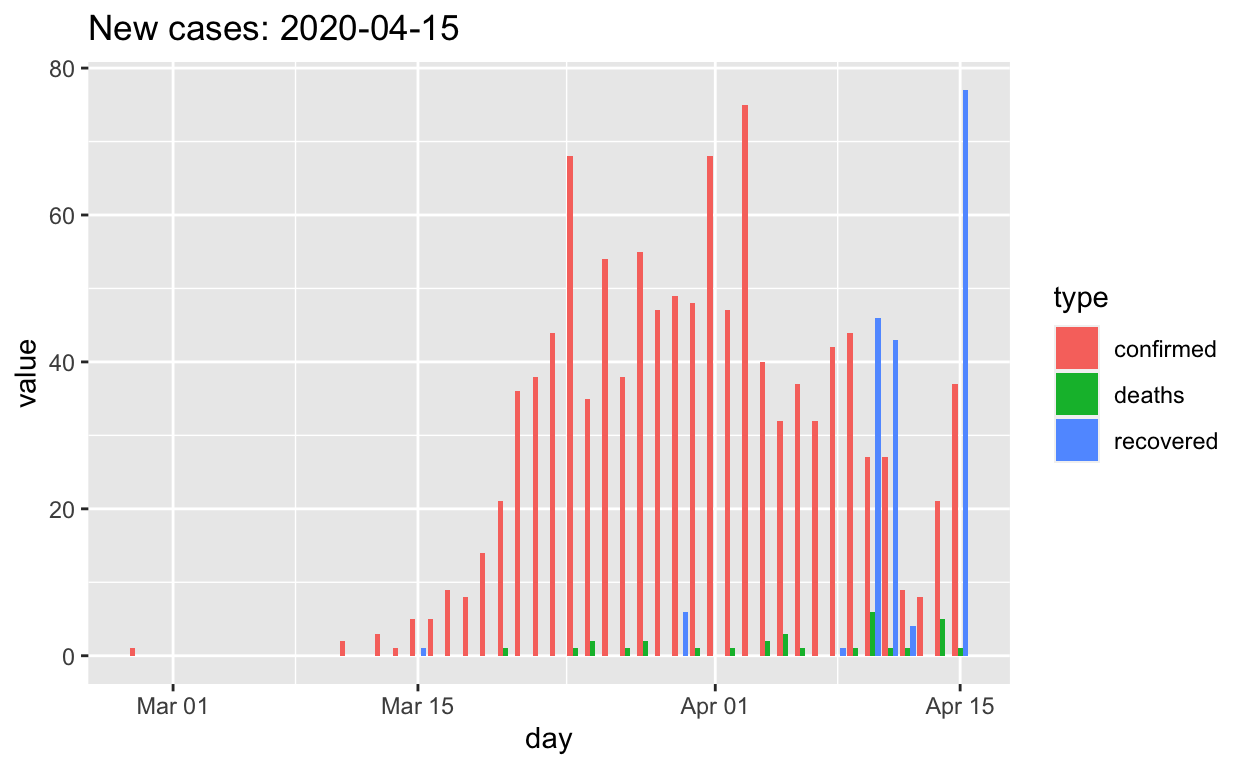 New cases: 2020-04-15
80
60
40
20
0
value
Mar 01
Mar 15
Apr 01
Apr 15
day
type
confirmed
deaths
recovered